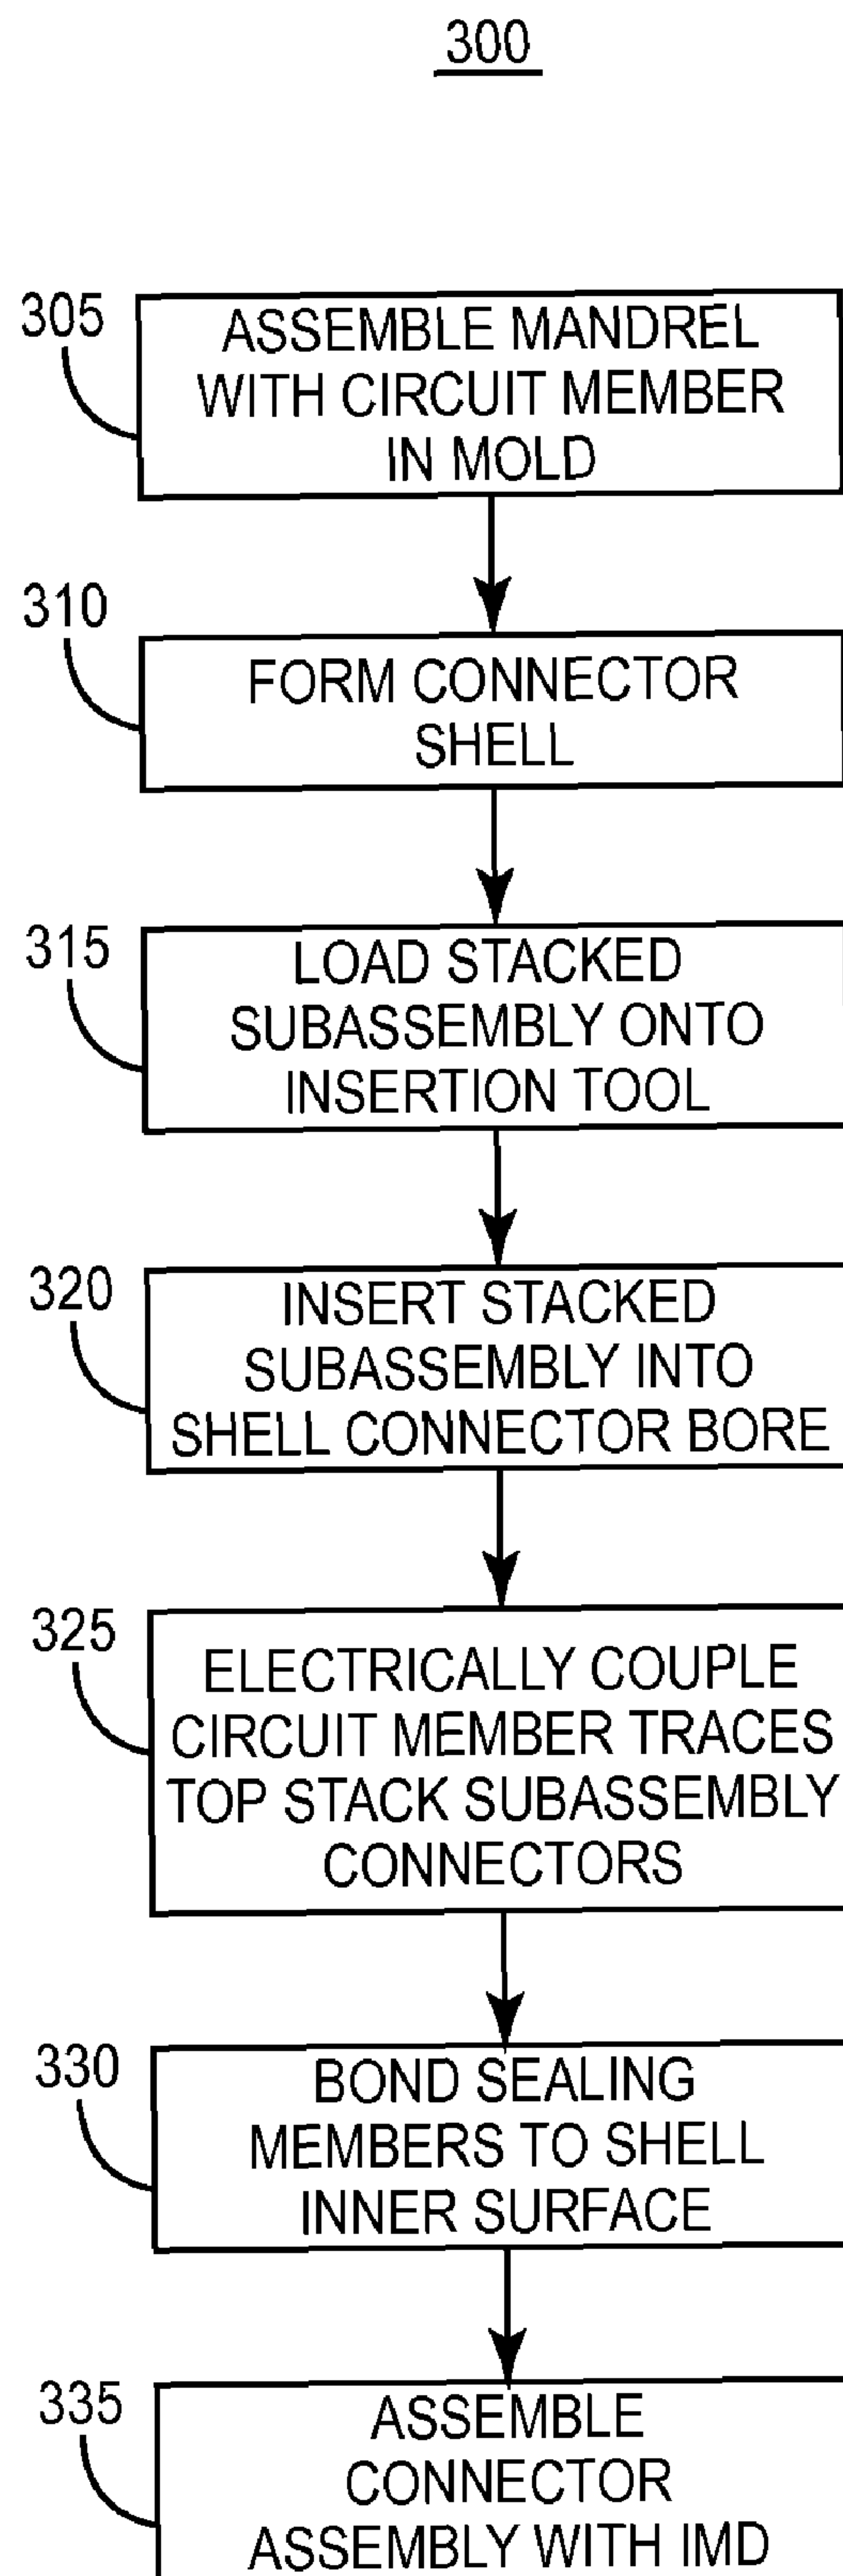 300
305
ASSEMBLE MANDREL
WITH CIRCUIT MEMBER
IN MOLD
310
FORM CONNECTOR
SHELL
315
LOAD STACKED
SUBASSEMBLY ONTO
INSERTION TOOL
320
INSERT STACKED
SUBASSEMBLY INTO
SHELL CONNECTOR BORE
325
ELECTRICALLY COUPLE
CIRCUIT MEMBER TRACES
TOP STACK SUBASSEMBLY
CONNECTORS
330
BOND SEALING
MEMBERS TO SHELL
INNER SURFACE
335
ASSEMBLE
CONNECTOR
ASSEMBLY WITH IMD